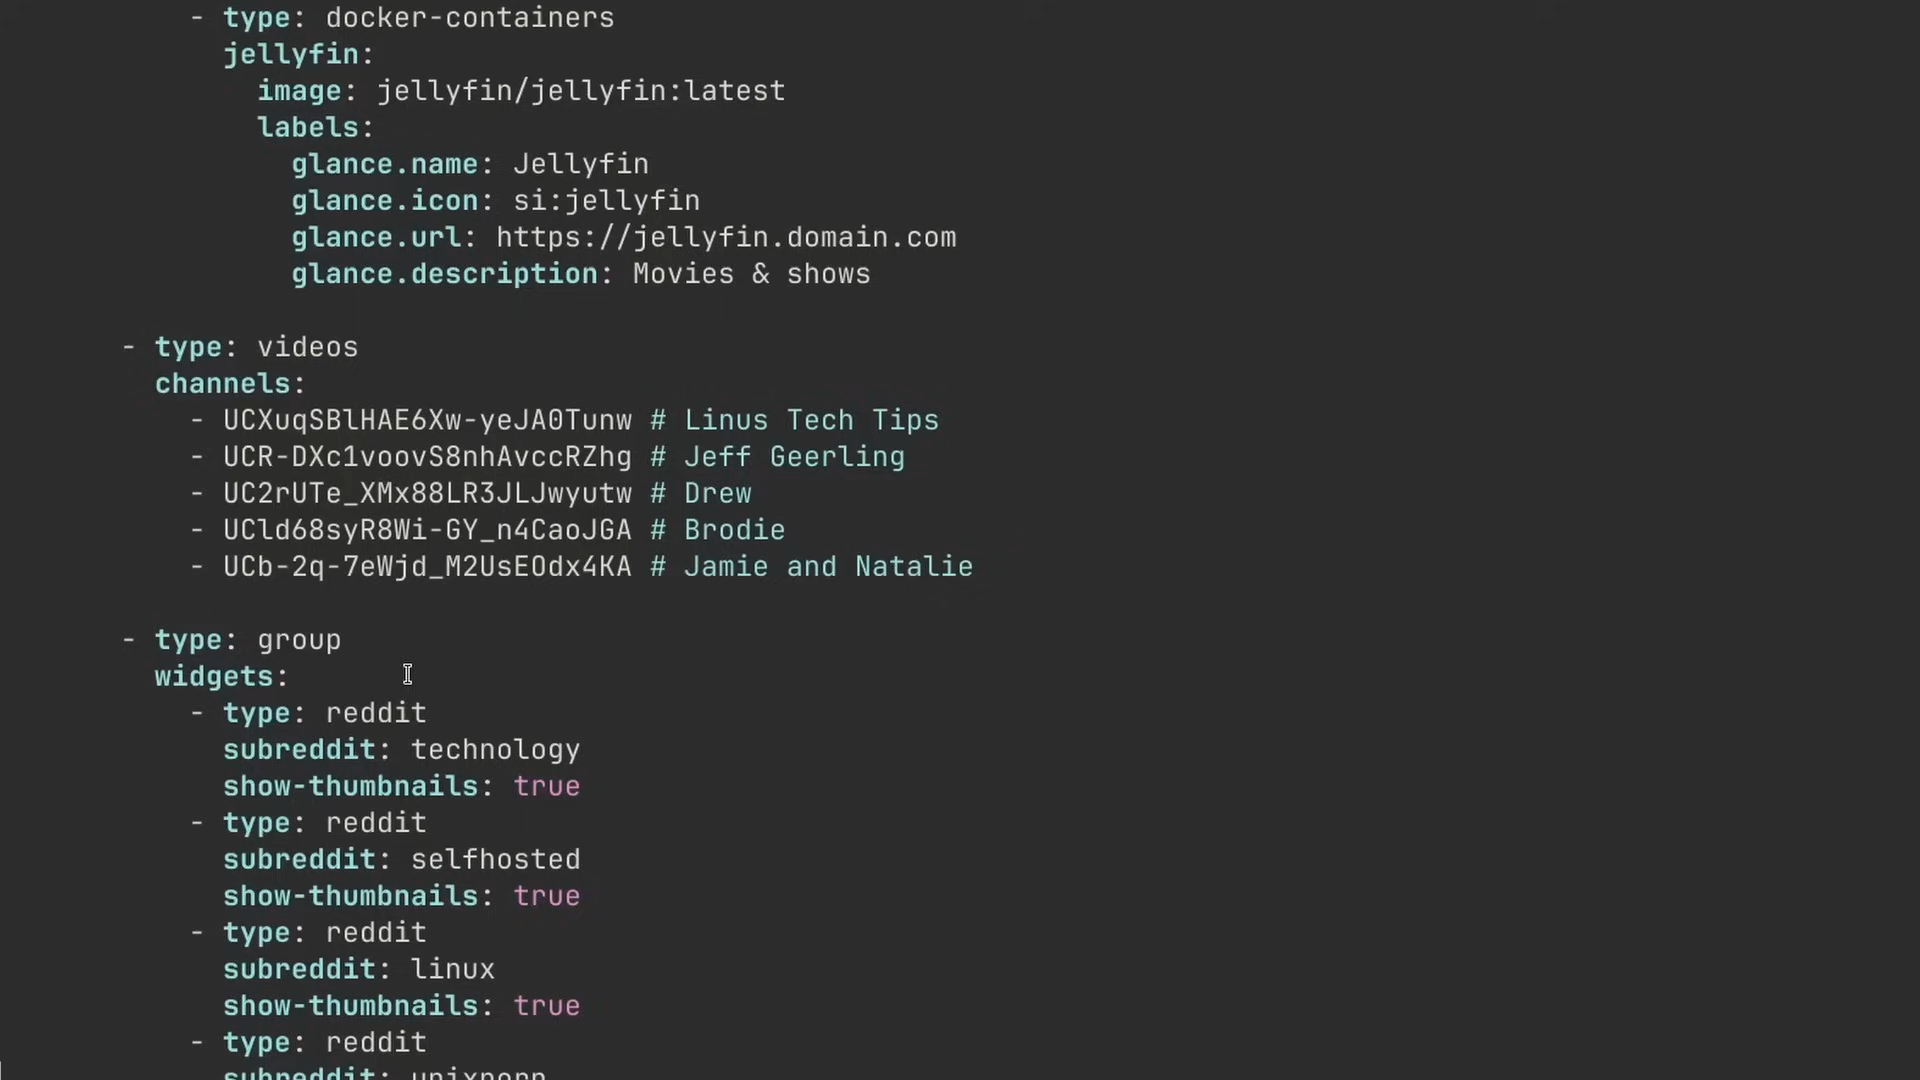 - type: docker-containers
jellyfin:
image: jellyfin/jellyfin:latest
labels:
glance.name: Jellyfin
glance.icon: si:jellyfin
glance.url: https://jellyfin.domain.com
glance.description: Movies & shows
- type: videos
channels:
- UCXuqSBlHAE6Xw-yeJA0Tunw # Linus Tech Tips
- UCR-DXc1voovS8nhAvccRZhg # Jeff Geerling
- UC2rUTe_XMx88LR3JLJwyutw # Drew
- UCld68syR8Wi-GY_n4CaoJGA # Brodie
- UCb-2q-7eWjd_M2UsEOdx4KA # Jamie and Natalie
- type: group
widgets:
- type: reddit
subreddit: technology
show-thumbnails: true
- type: reddit
subreddit: selfhosted
show-thumbnails: true
- type: reddit
subreddit: linux
show-thumbnails: true
- type: reddit
subreddit: unixporn